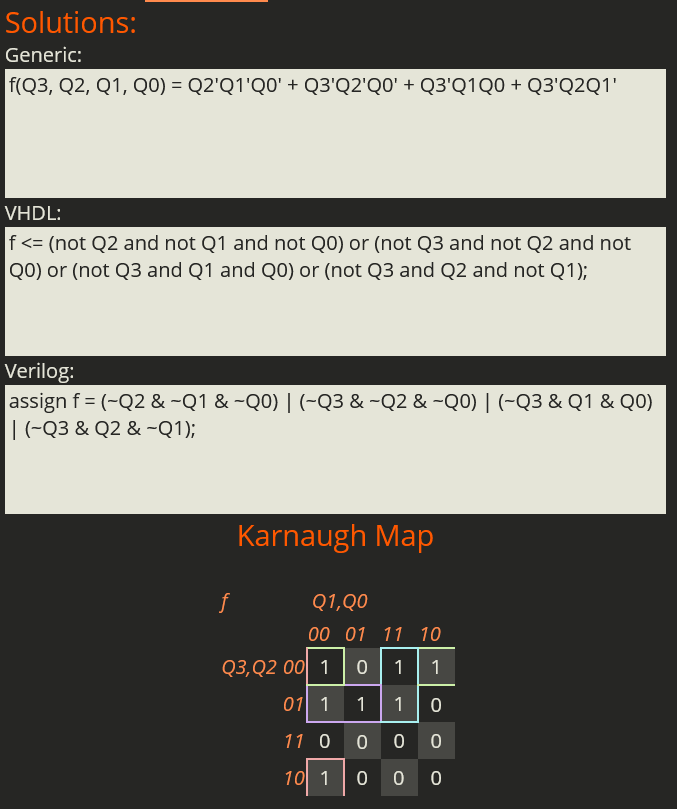 Solutions:
Generic:
f(Q3, Q2, Q1, Q0) = Q2'Q1'Q0' + Q3'Q2'Q0' + Q3'Q1Q0 + Q3'Q2Q1'
VHDL:
f <= (not Q2 and not Q1 and not Q0) or (not Q3 and not Q2 and not
Q0) or (not Q3 and Q1 and Q0) or (not Q3 and Q2 and not Q1);
Verilog:
assign f = (~Q2 & ~Q1 & ~Q0) | (~Q3 & ~Q2 & ~Q0) | (~Q3 & Q1 & Q0)
| (~Q3 & Q2 & ~Q1);
Karnaugh Map
f Q1,Q0
00 01 11 10
Q3,Q2 00 1 0 1 1
01 1 1 1 0
11 0 0 0 0
10 1 0 0 0